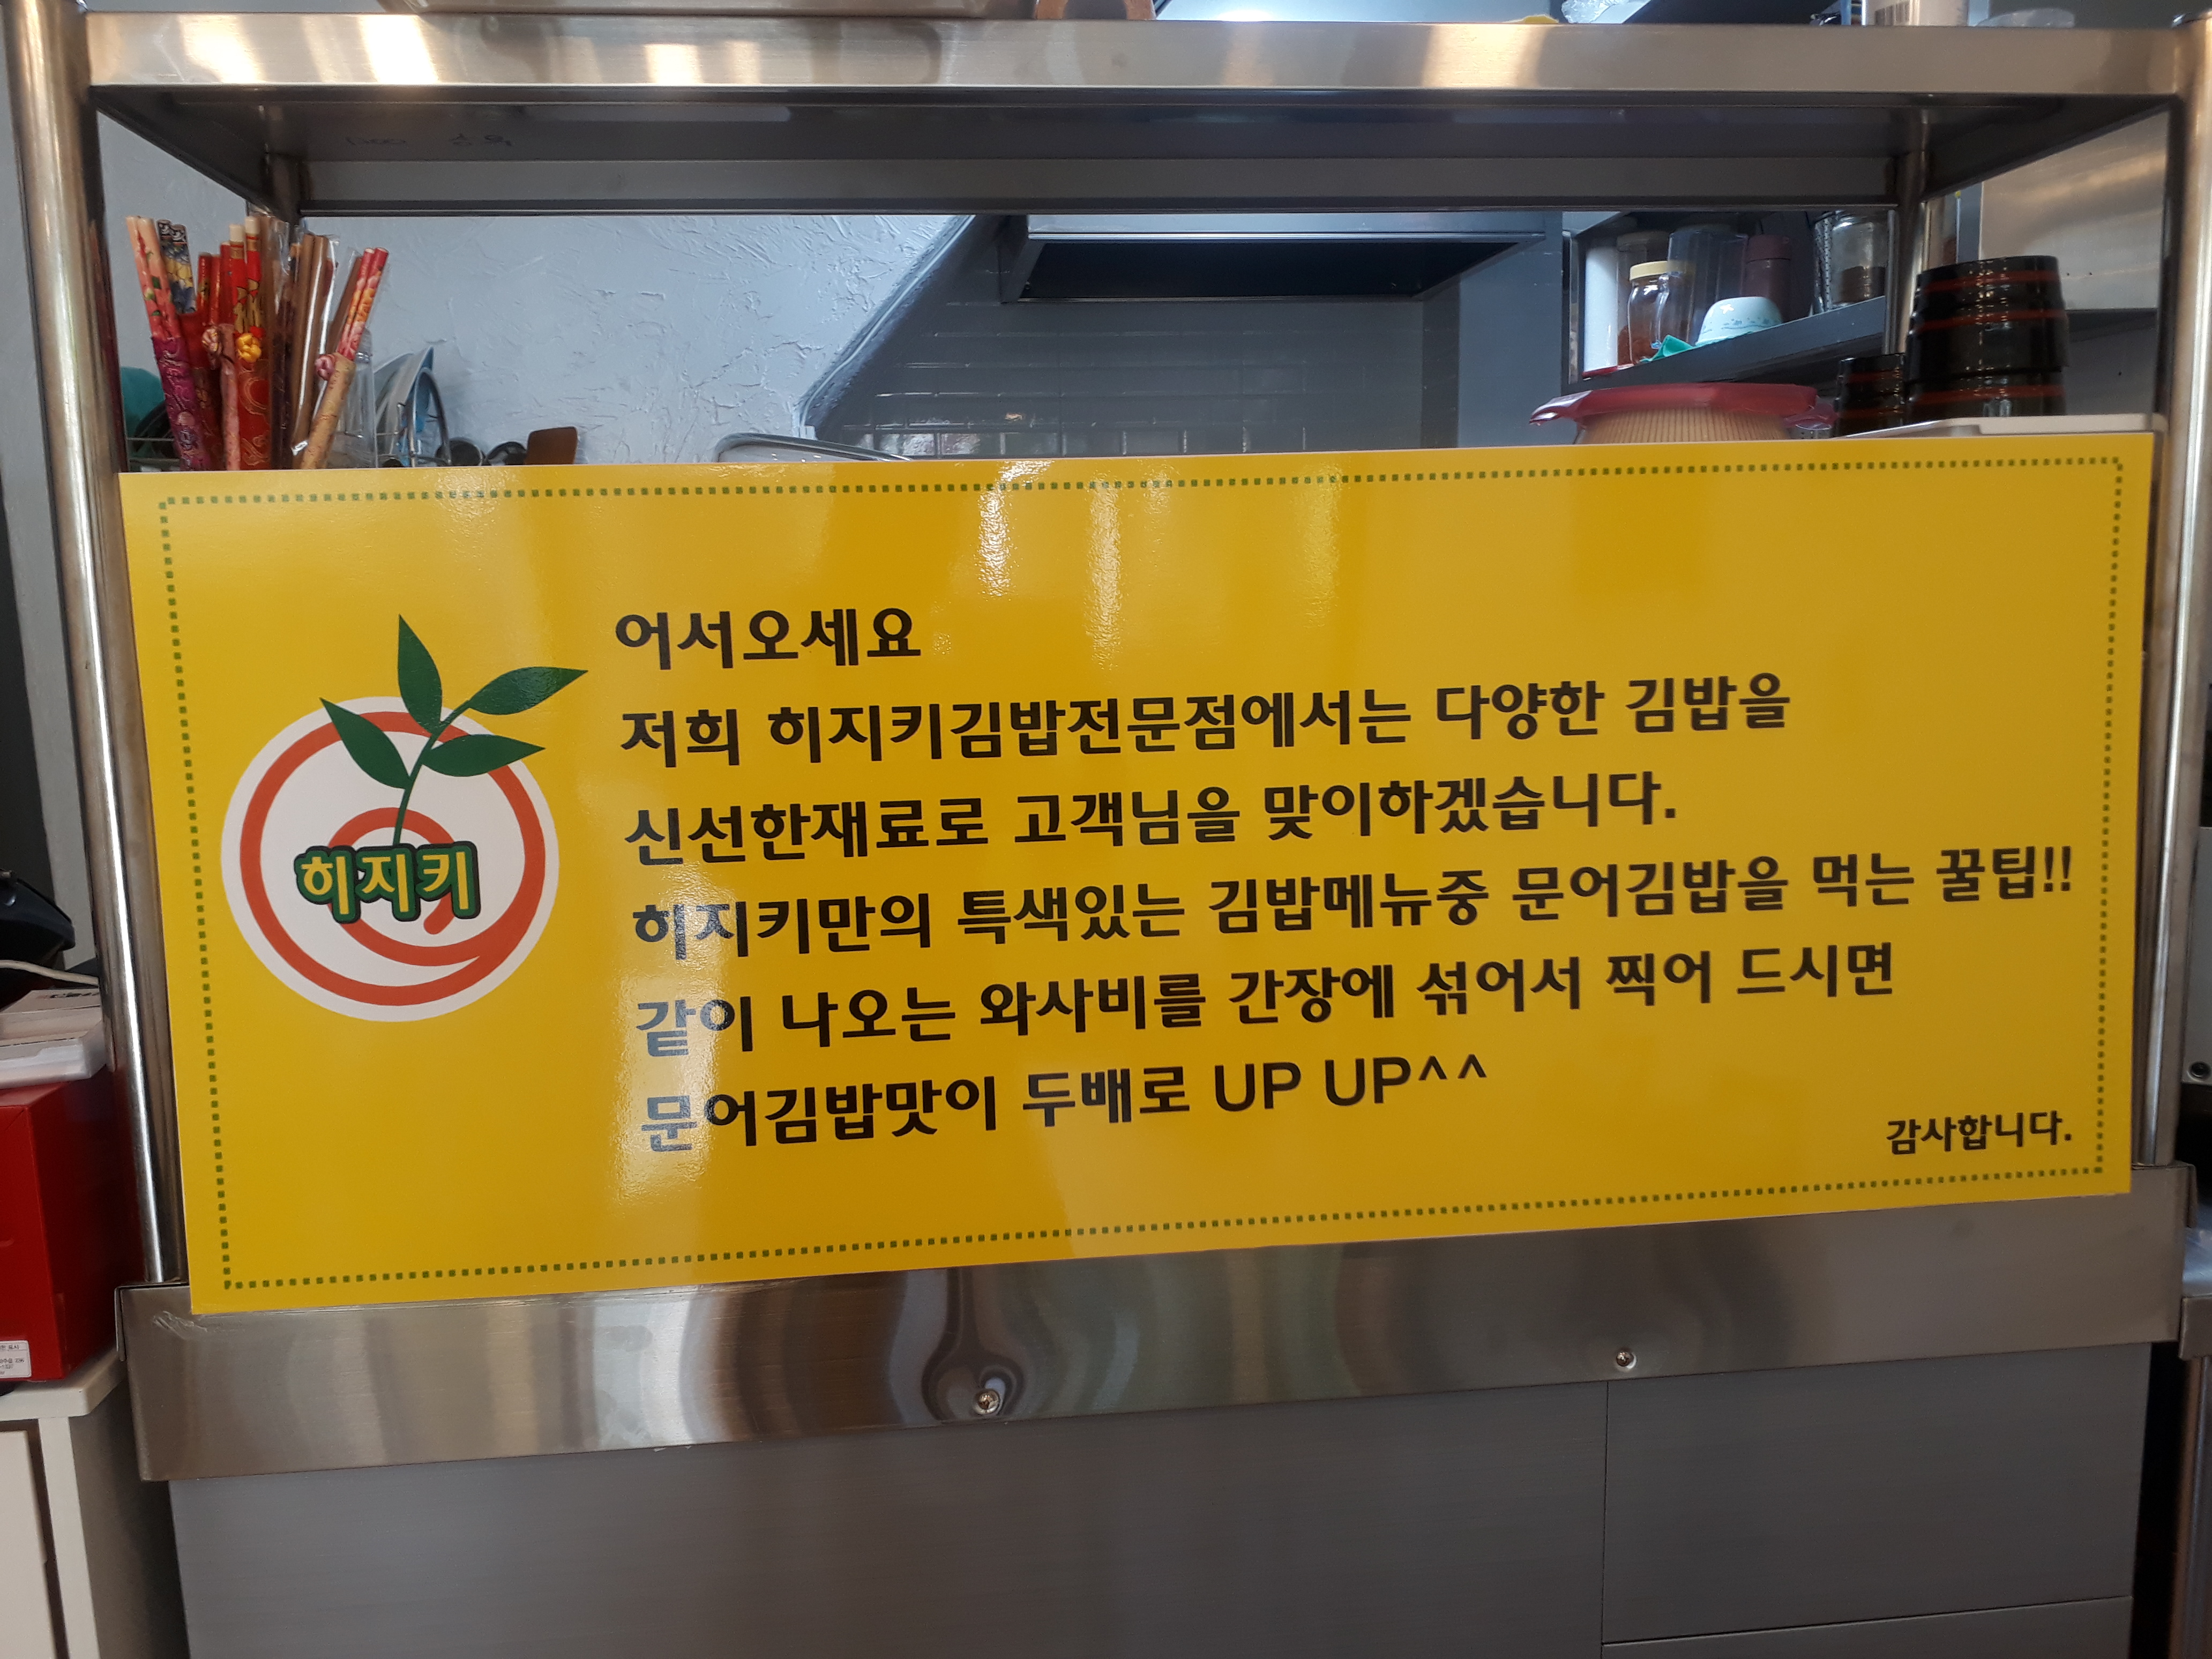 어서오세요
저희 히지키김밥전문점에서는 다양한 김밥을
신선한재료로 고객님을 맞이하겠습니다.
히지키만의 특색있는 김밥메뉴중 문어김밥을 먹는 꿀팁!!
같이 나오는 와사비를 간장에 섞어서 찍어 드시면
문어김밥맛이 두배로 UP UP^^
감사합니다.
히지키